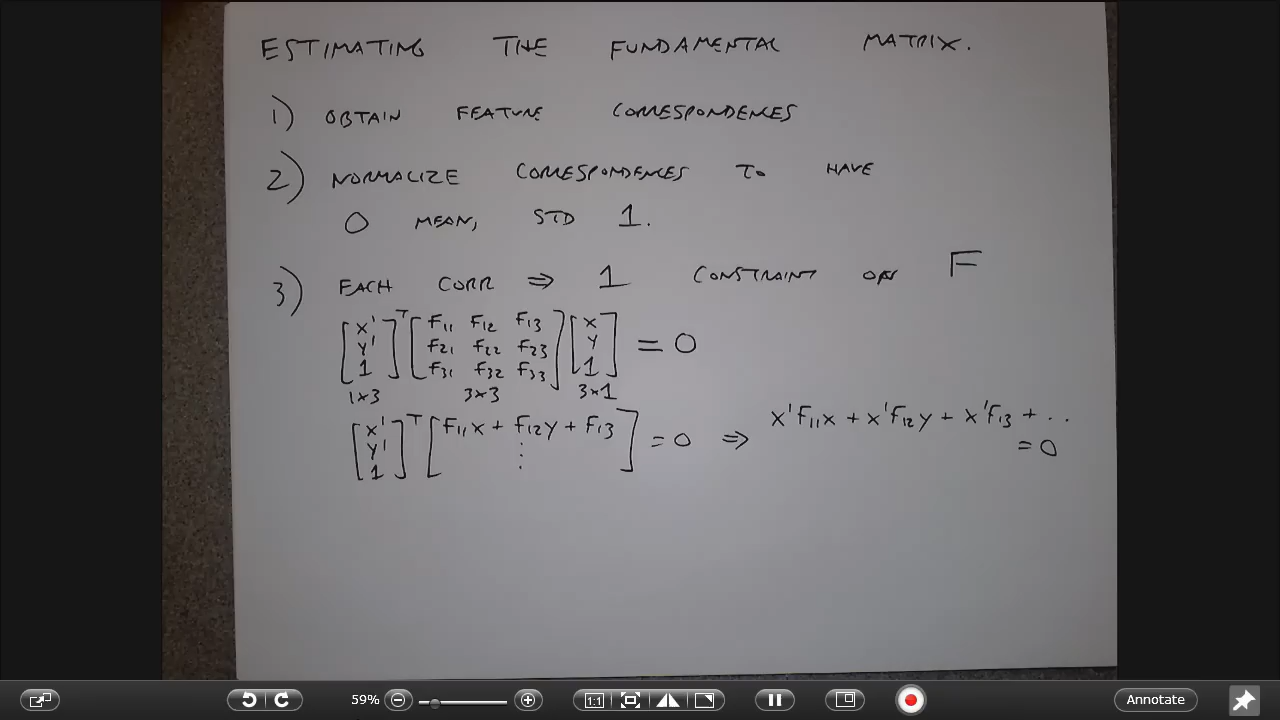 ESTIMATING THE FUNDAMENTAL MATRIX.
1) OBTAIN FEATURE CORRESPONDENCES
2) NORMALIZE CORRESPONDENCES TO HAVE
0 MEAN, STD 1.
3) EACH CORR ⇒ 1 CONSTRAINT ON F
[x' y' 1]ᵀ [F₁₁ F₁₂ F₁₃
F₂₁ F₂₂ F₂₃
F₃₁ F₃₂ F₃₃] [x y 1] = 0
1×3 3×3 3×1
[x' y' 1]ᵀ [F₁₁x + F₁₂y + F₁₃ ⋮] = 0 ⇒ x'F₁₁x + x'F₁₂y + x'F₁₃ + ..
= 0
59% 1:1 Annotate